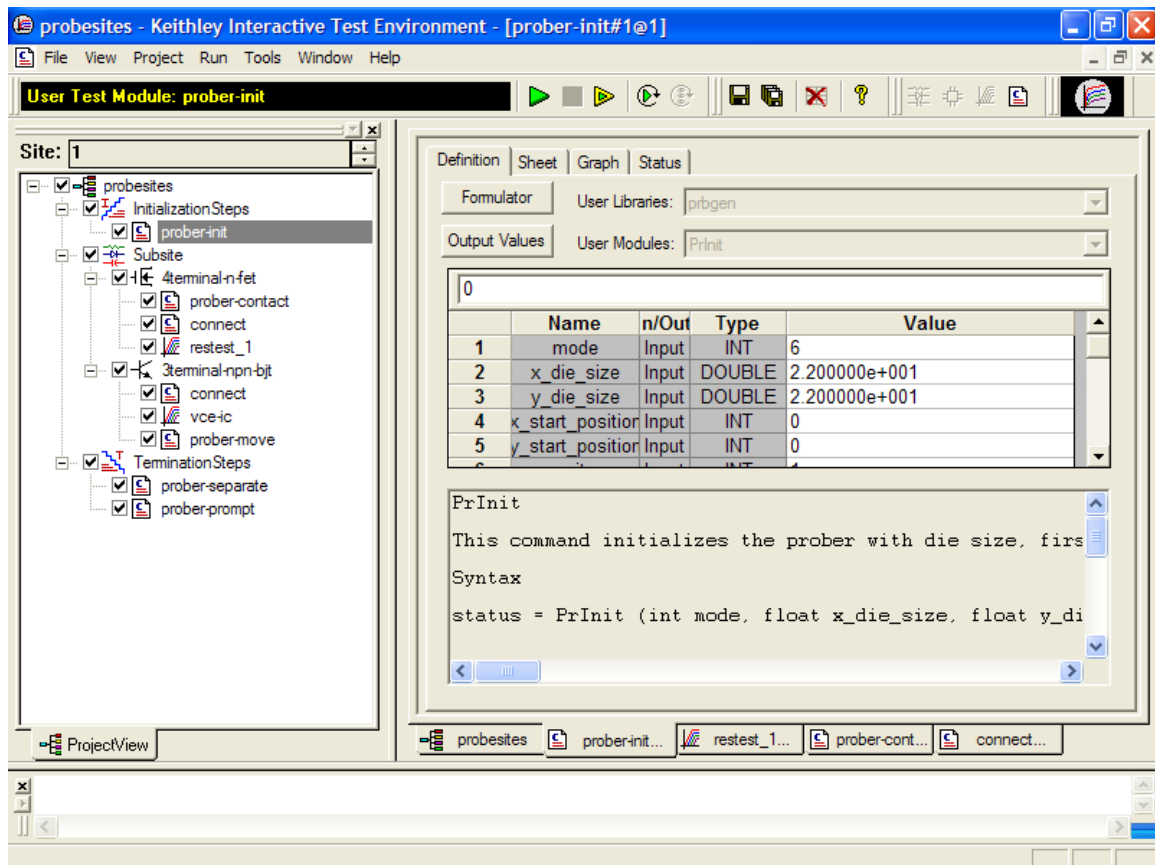 probesites - Keithley Interactive Test Environment - [prober-init#1@1]
File View Project Run Tools Window Help
User Test Module: prober-init
Site: 1
probesites
InitializationSteps
prober-init
Subsite
4terminal-n-fet
prober-contact
connect
restest_1
3terminal-npn-bjt
connect
vce-ic
prober-move
TerminationSteps
prober-separate
prober-prompt
ProjectView
Definition Sheet Graph Status
Formulator User Libraries: prbgen
Output Values User Modules: PrInit
0
Name n/Out Type Value
1 mode Input INT 6
2 x_die_size Input DOUBLE 2.200000e+001
3 y_die_size Input DOUBLE 2.200000e+001
4 x_start_position Input INT 0
5 y_start_position Input INT 0
PrInit
This command initializes the prober with die size, firs
Syntax
status = PrInit (int mode, float x_die_size, float y_di
probesites prober-init... restest_1... prober-cont... connect...